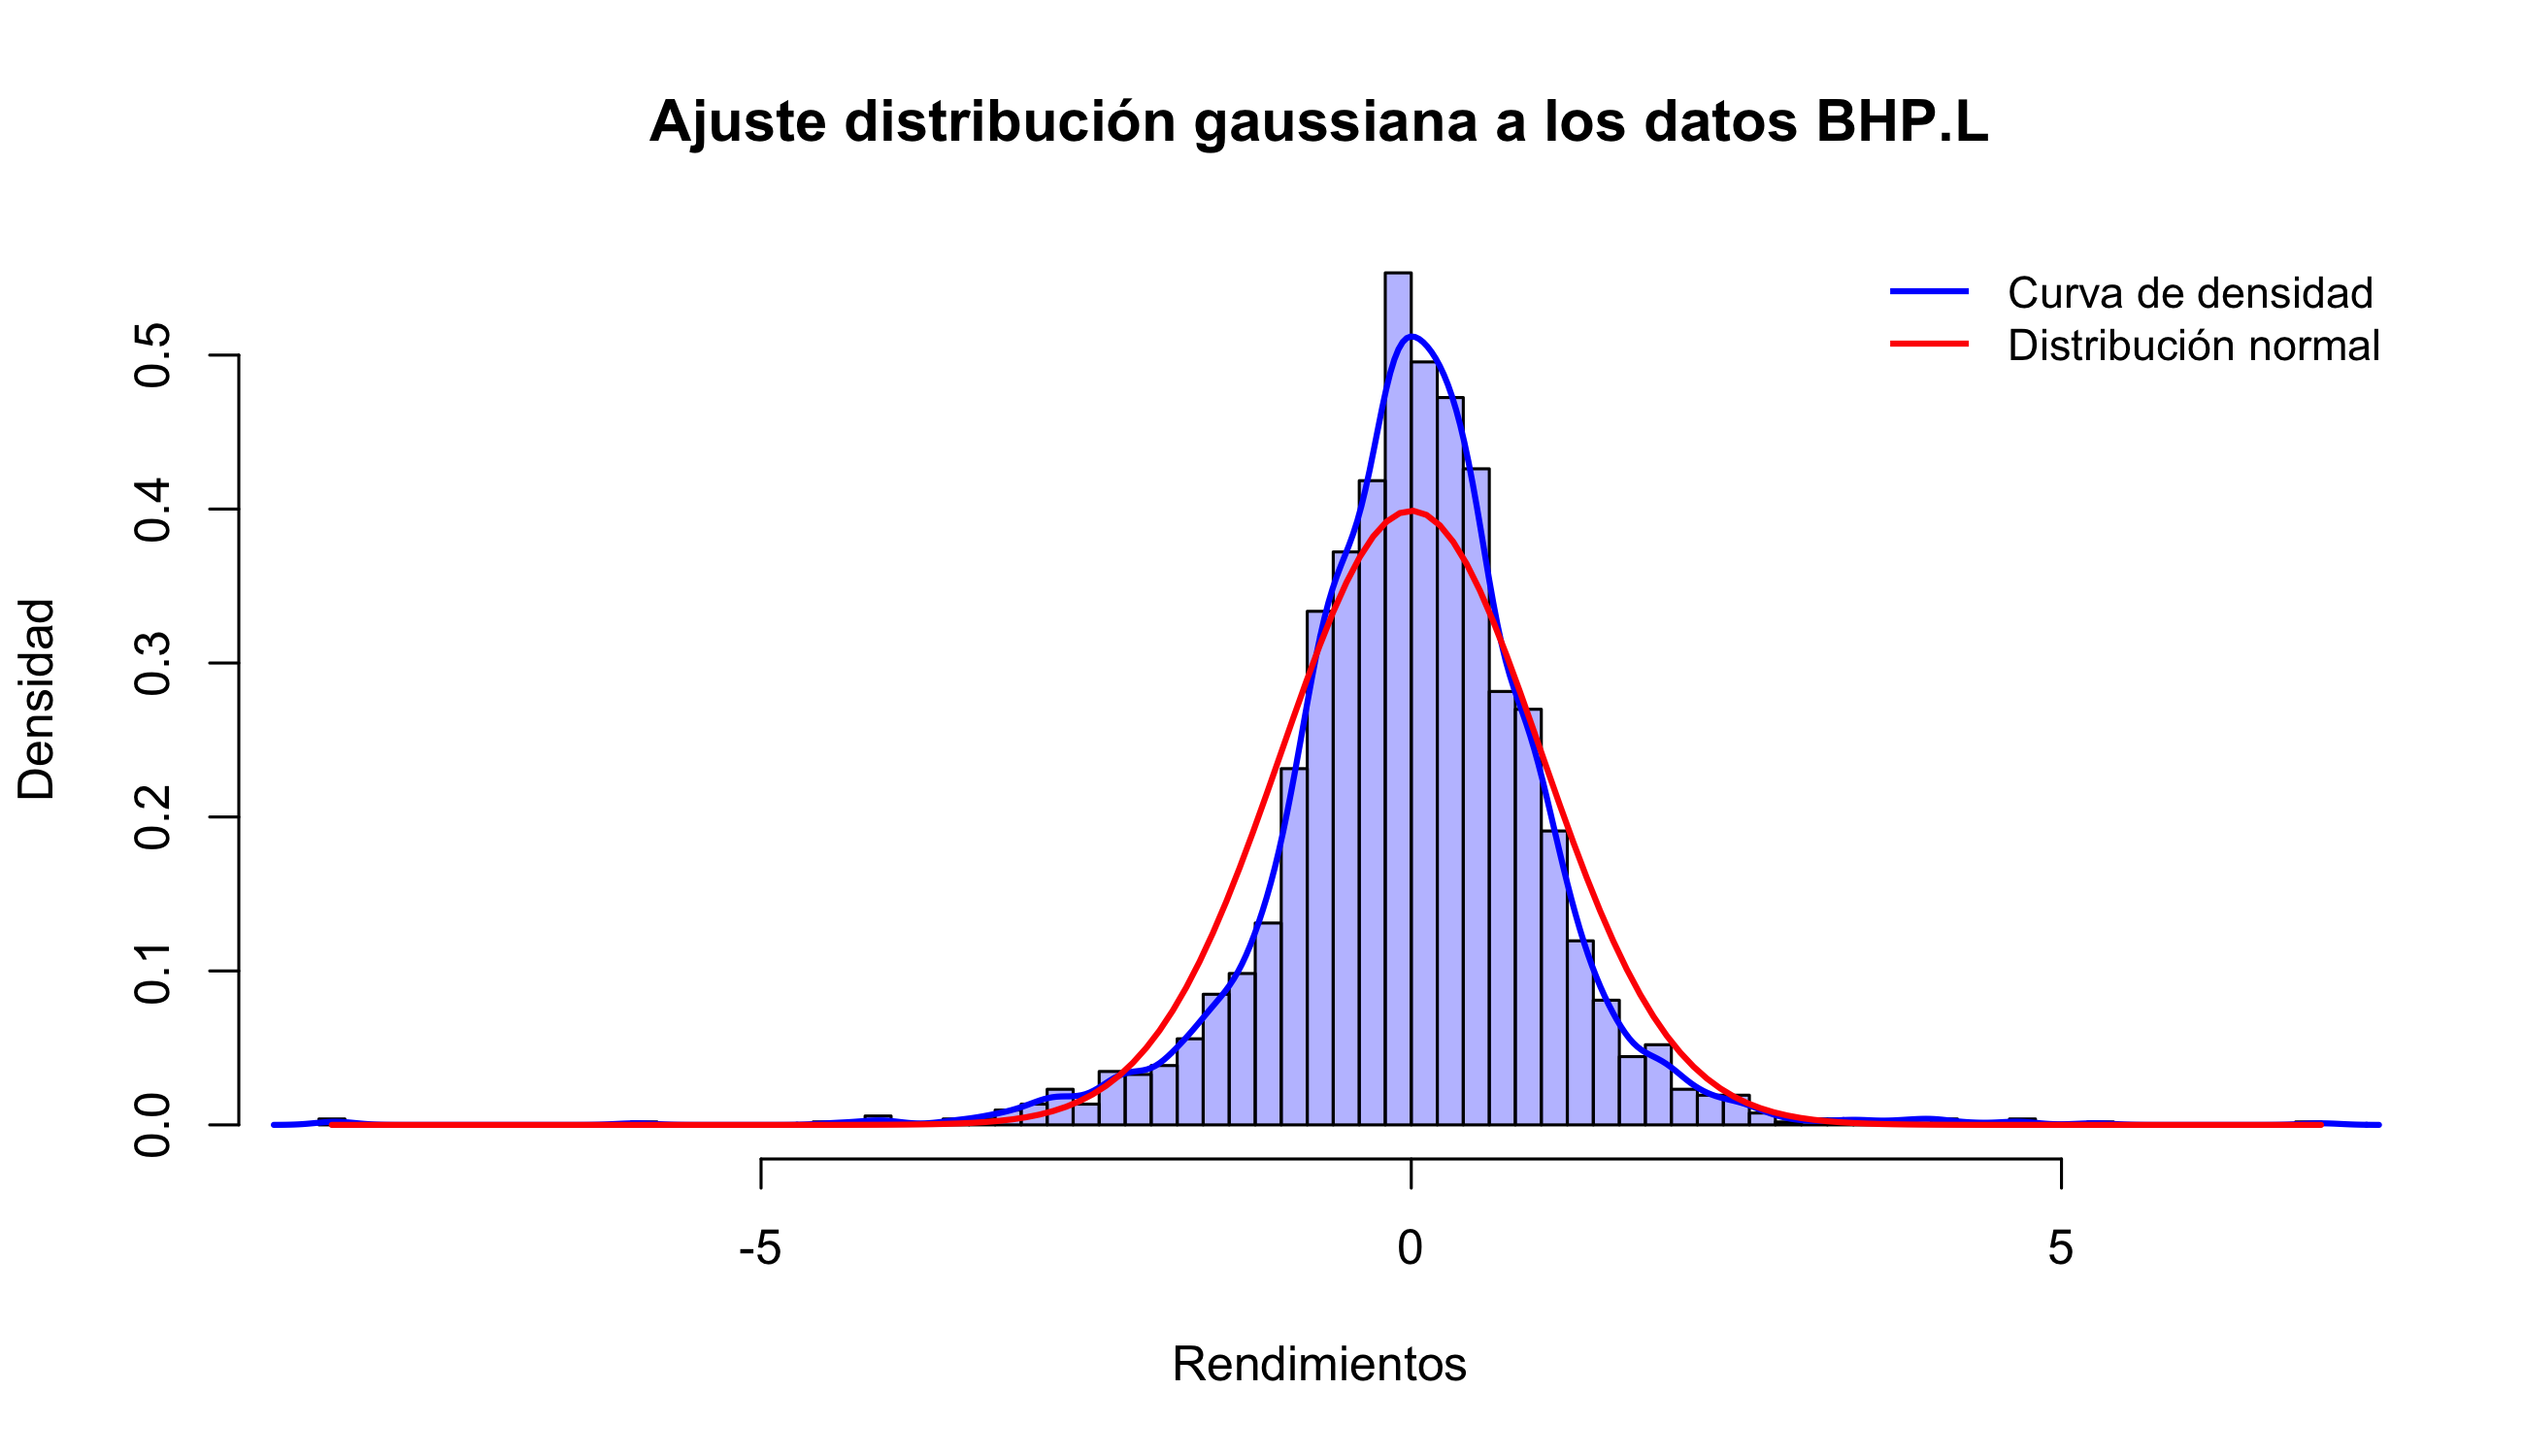 Ajuste distribución gaussiana a los datos BHP.L
Curva de densidad
Distribución normal
Densidad
0.5
0.4
0.3
0.2
0.1
0.0
-5
0
5
Rendimientos